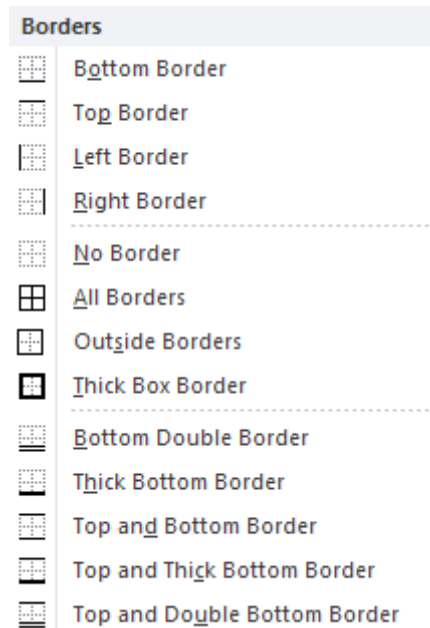 Borders
Bottom Border
Top Border
Left Border
Right Border
No Border
All Borders
Outside Borders
Thick Box Border
Bottom Double Border
Thick Bottom Border
Top and Bottom Border
Top and Thick Bottom Border
Top and Double Bottom Border